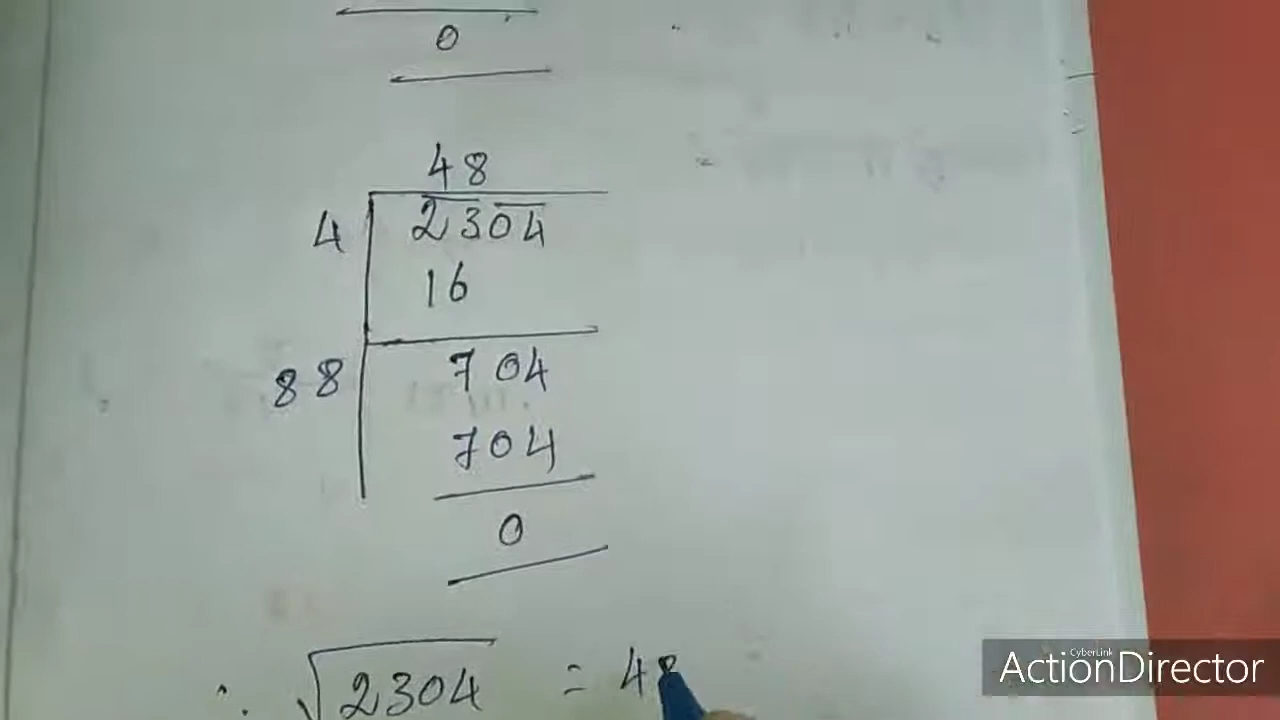 0
48
4 2304
16
88 704
704
0
∴ √2304 = 48
CyberLink
ActionDirector